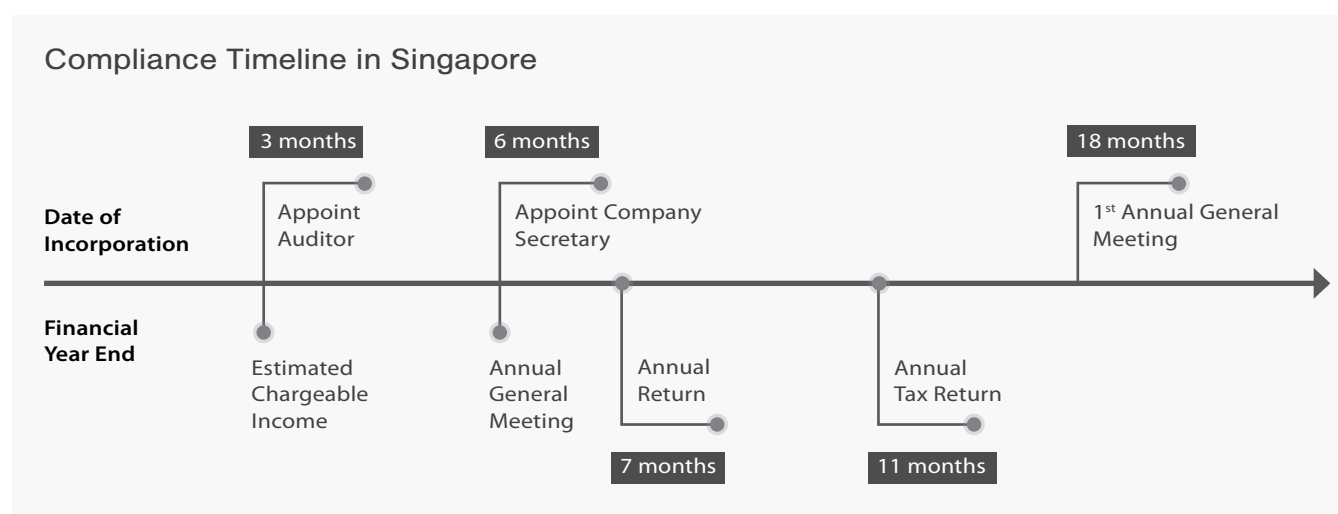 Compliance Timeline in Singapore
3 months
6 months
18 months
Date of
Incorporation
Appoint
Auditor
Appoint Company
Secretary
1st Annual General
Meeting
Financial
Year End
Estimated
Chargeable
Income
Annual
General
Meeting
Annual
Return
Annual
Tax Return
7 months
11 months